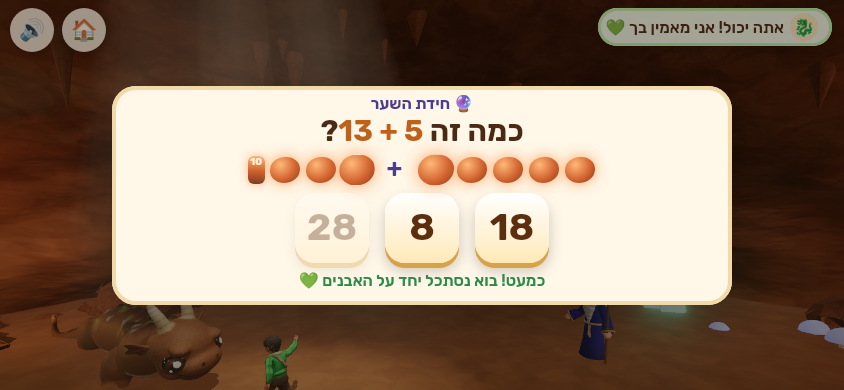 אתה יכול! אני מאמין בך 💚
🔮 חידת השער
כמה זה 13 + 5?
10
+
28 8 18
כמעט! בוא נסתכל יחד על האבנים 💚